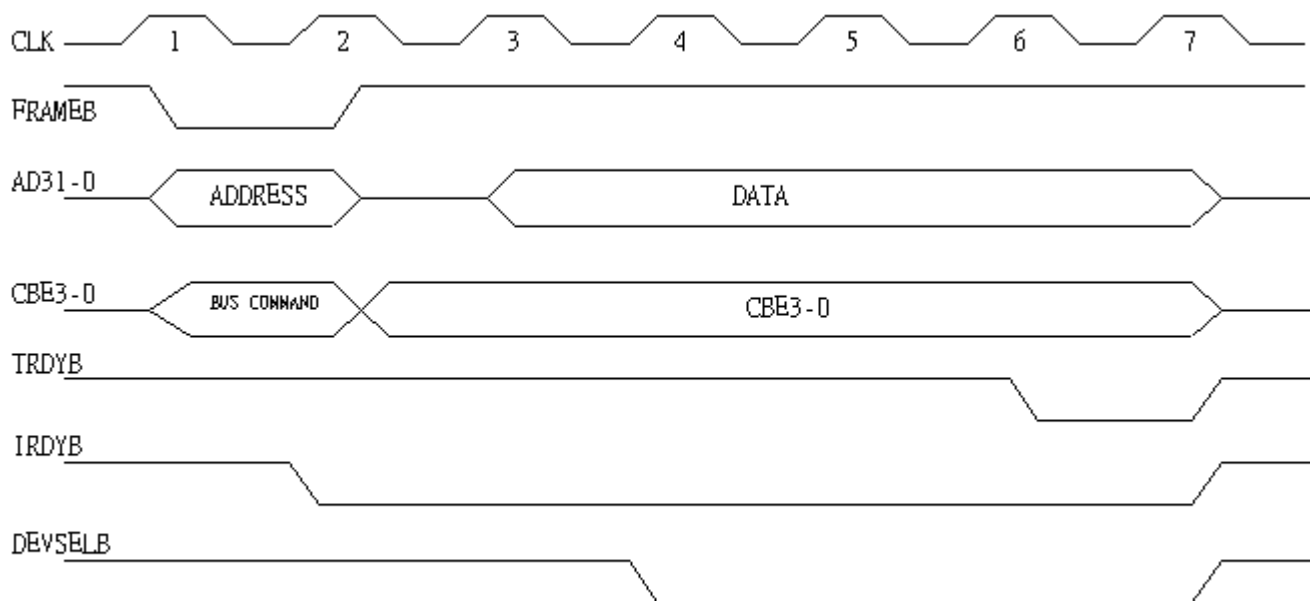 CLK 1 2 3 4 5 6 7
FRAMEB
AD31-0 ADDRESS DATA
CBE3-0 BUS COMMAND CBE3-0
TRDYB
IRDYB
DEVSELB